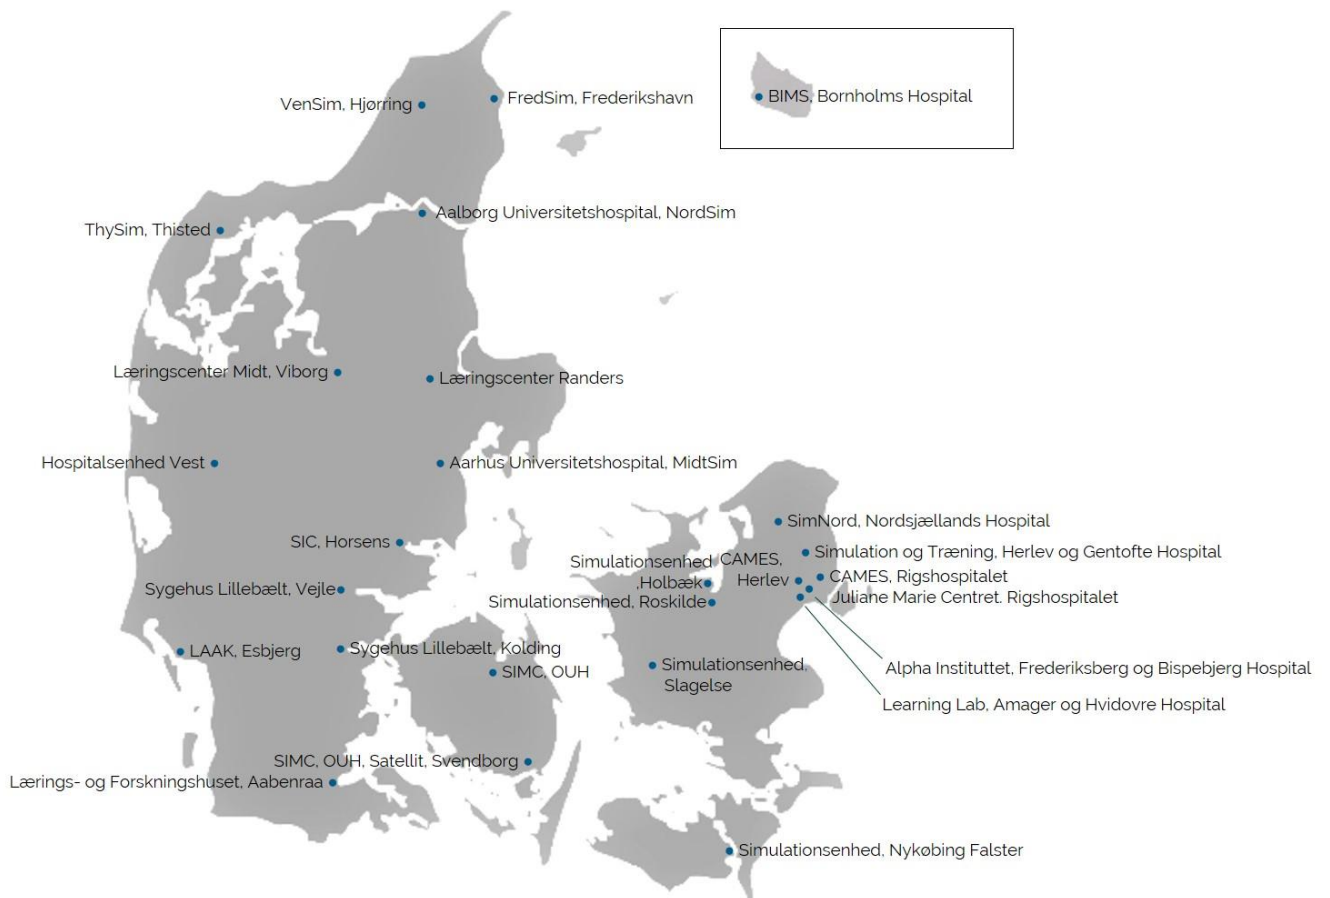 VenSim, Hjørring
FredSim, Frederikshavn
BIMS, Bornholms Hospital
Aalborg Universitetshospital, NordSim
ThySim, Thisted
Læringscenter Midt, Viborg
Læringscenter Randers
Hospitalsenhed Vest
Aarhus Universitetshospital, MidtSim
SimNord, Nordsjællands Hospital
SIC, Horsens
Simulation og Træning, Herlev og Gentofte Hospital
Simulationsenhed
,Holbæk
CAMES,
Herlev
CAMES, Rigshospitalet
Sygehus Lillebælt, Vejle
Juliane Marie Centret. Rigshospitalet
Simulationsenhed, Roskilde
LAAK, Esbjerg
Sygehus Lillebælt, Kolding
SIMC, OUH
Simulationsenhed,
Slagelse
Alpha Instituttet, Frederiksberg og Bispebjerg Hospital
Learning Lab, Amager og Hvidovre Hospital
SIMC, OUH, Satellit, Svendborg
Lærings- og Forskningshuset, Aabenraa
Simulationsenhed, Nykøbing Falster